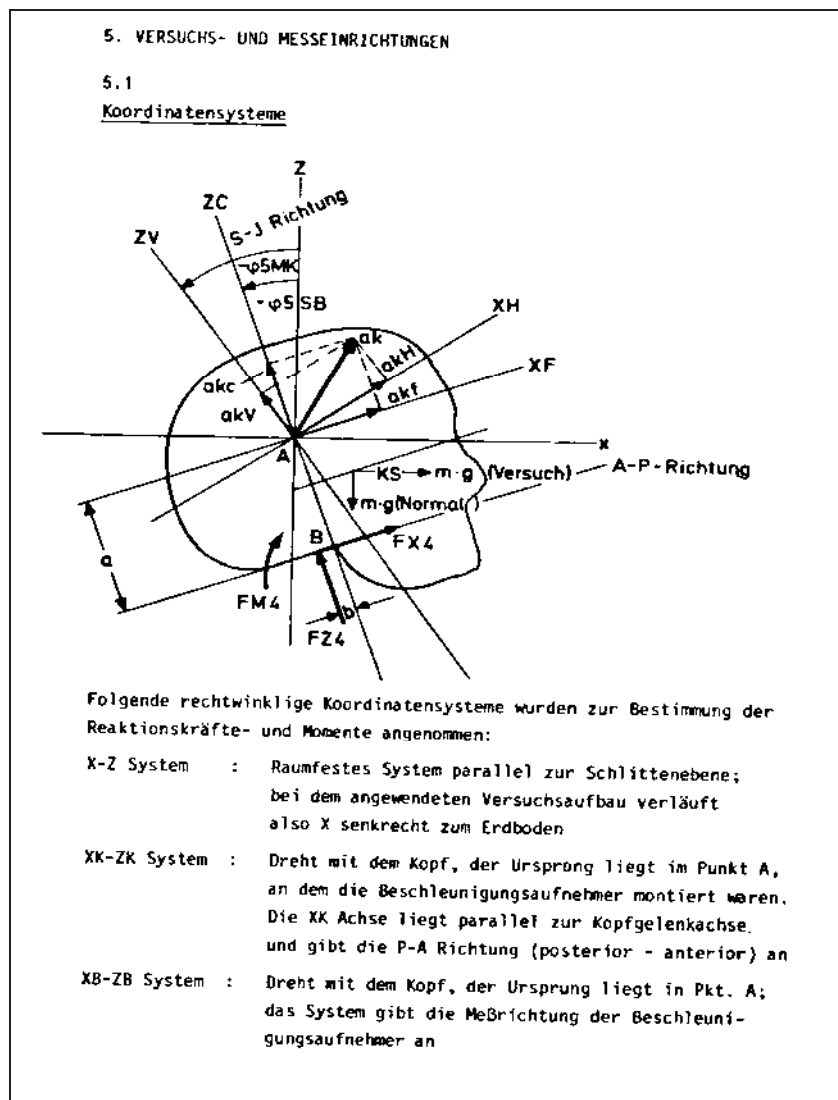 5. VERSUCHS- UND MESSEINRICHTUNGEN
5.1
Koordinatensysteme
Z
ZC
ZV
S-J Richtung
-φ5MK
-φ5SB
XH
XF
ak
akH
akc
akf
akV
A
x
KS
m·g (Versuch)
A-P-Richtung
m·g(Normal)
B
FX4
a
FM4
b
FZ4
Folgende rechtwinklige Koordinatensysteme wurden zur Bestimmung der
Reaktionskräfte- und Momente angenommen:
X-Z System : Raumfestes System parallel zur Schlittenebene;
bei dem angewendeten Versuchsaufbau verläuft
also X senkrecht zum Erdboden
XK-ZK System : Dreht mit dem Kopf, der Ursprung liegt im Punkt A,
an dem die Beschleunigungsaufnehmer montiert waren.
Die XK Achse liegt parallel zur Kopfgelenkachse.
und gibt die P-A Richtung (posterior - anterior) an
XB-ZB System : Dreht mit dem Kopf, der Ursprung liegt in Pkt. A;
das System gibt die Meßrichtung der Beschleuni-
gungsaufnehmer an